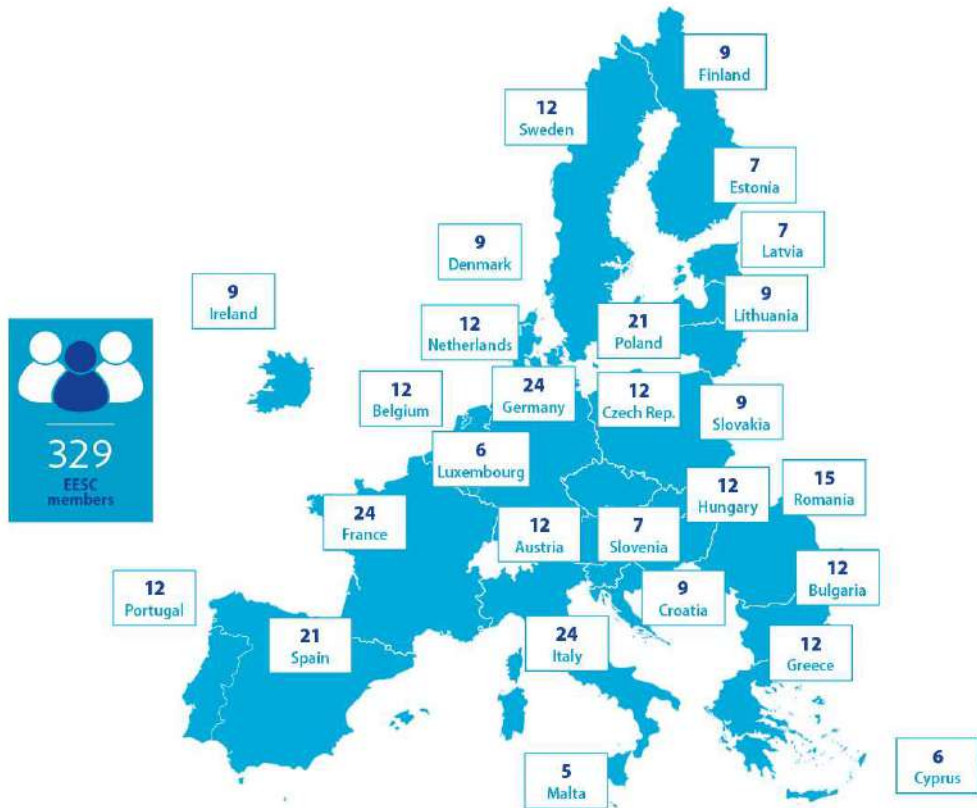 9
Finland
12
Sweden
7
Estonia
7
Latvia
9
Denmark
9
Ireland
9
Lithuania
12
Netherlands
21
Poland
12
Belgium
24
Germany
12
Czech Rep.
9
Slovakia
329
EESC
members
6
Luxembourg
12
Hungary
15
Romania
24
France
12
Austria
7
Slovenia
12
Bulgaria
12
Portugal
9
Croatia
21
Spain
24
Italy
12
Greece
5
Malta
6
Cyprus